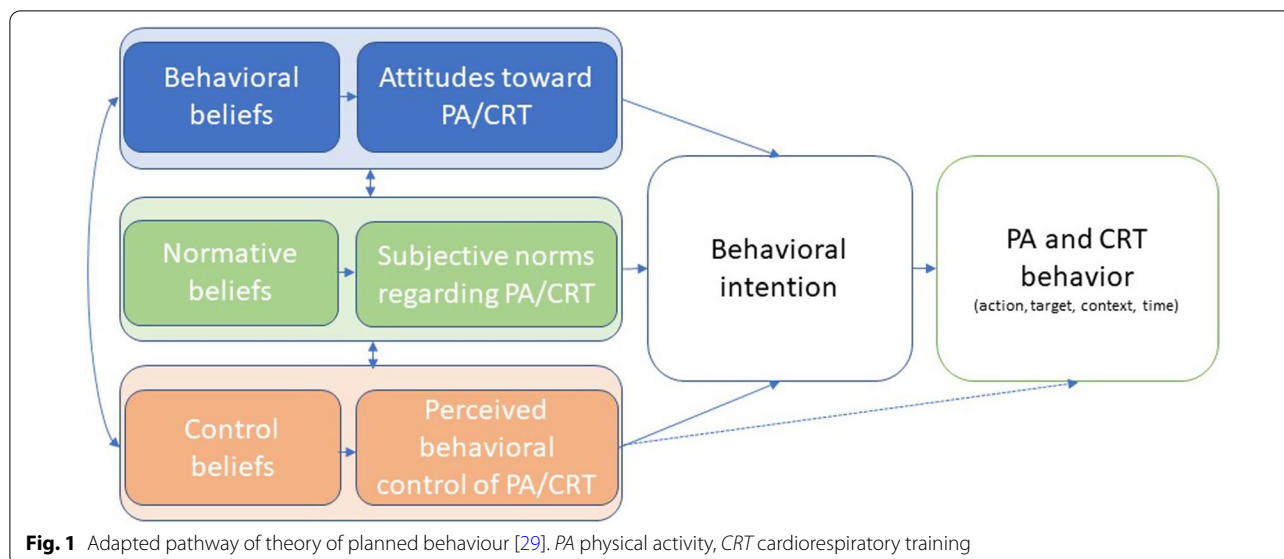 Behavioral
beliefs
Attitudes toward
PA/CRT
Normative
beliefs
Subjective norms
regarding PA/CRT
Control
beliefs
Perceived
behavioral
control of PA/CRT
Behavioral
intention
PA and CRT
behavior
(action, target, context, time)
Fig. 1 Adapted pathway of theory of planned behaviour [29]. PA physical activity, CRT cardiorespiratory training